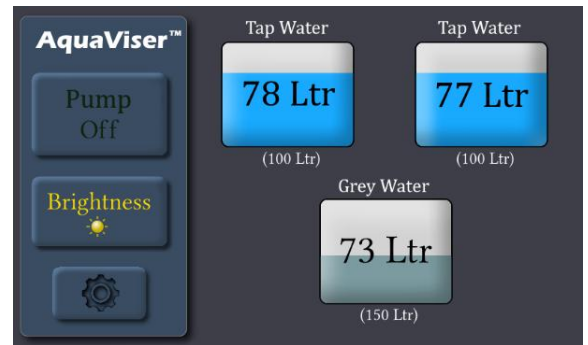 AquaViser™
Pump
Off
Brightness
Tap Water
78 Ltr
(100 Ltr)
Tap Water
77 Ltr
(100 Ltr)
Grey Water
73 Ltr
(150 Ltr)